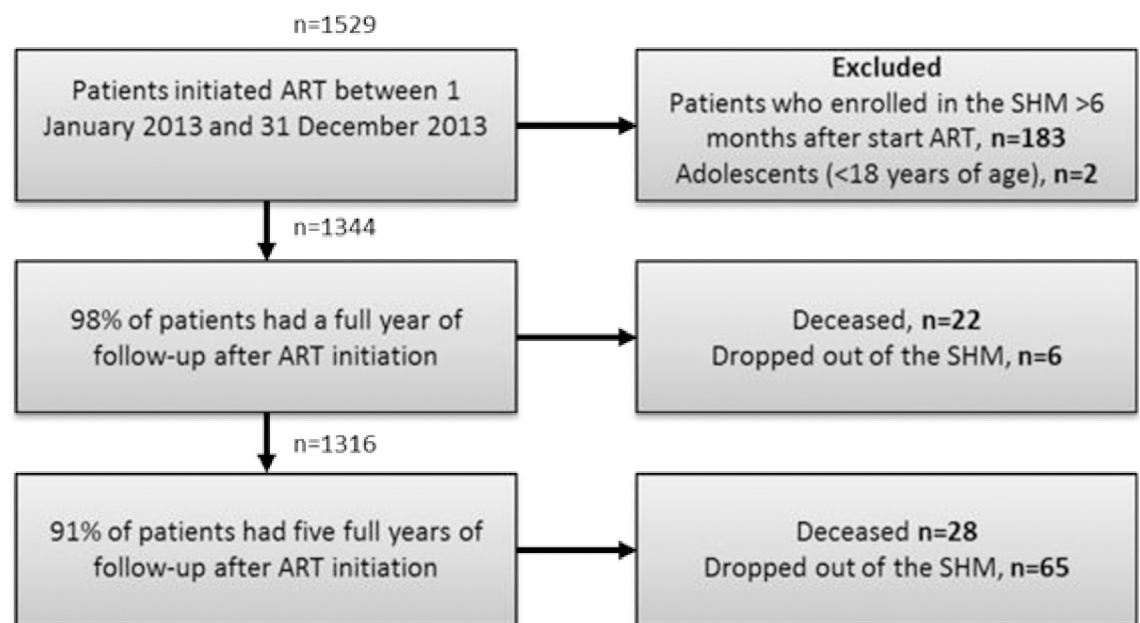 n=1529
Patients initiated ART between 1
January 2013 and 31 December 2013
Excluded
Patients who enrolled in the SHM >6
months after start ART, n=183
Adolescents (<18 years of age), n=2
n=1344
98% of patients had a full year of
follow-up after ART initiation
Deceased, n=22
Dropped out of the SHM, n=6
n=1316
91% of patients had five full years of
follow-up after ART initiation
Deceased n=28
Dropped out of the SHM, n=65